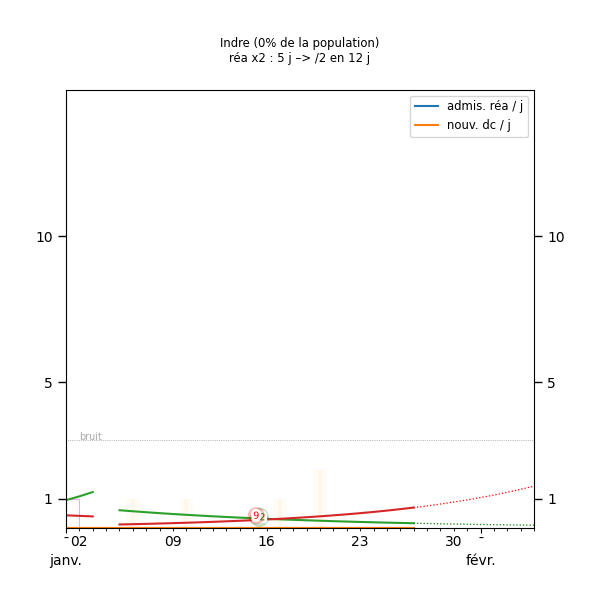 Indre (0% de la population)
réa x2 : 5 j –> /2 en 12 j
admis. réa / j
nouv. dc / j
10 10
5 5
bruit
1 1
9
02 09 16 23 30
janv. févr.